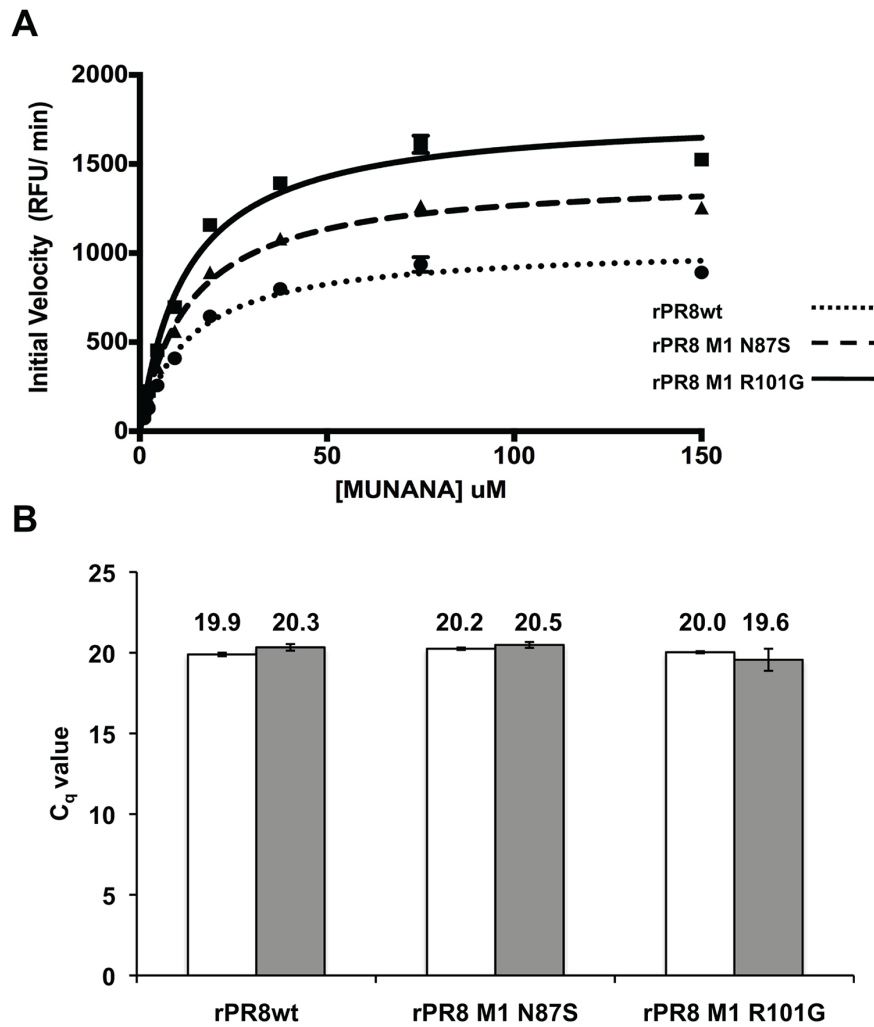 A
Initial Velocity (RFU/ min)
2000
1500
1000
500
0
0 50 100 150
[MUNANA] uM
rPR8wt
rPR8 M1 N87S
rPR8 M1 R101G
B
Cq value
25
20
15
10
5
0
19.9 20.3 20.2 20.5 20.0 19.6
rPR8wt rPR8 M1 N87S rPR8 M1 R101G